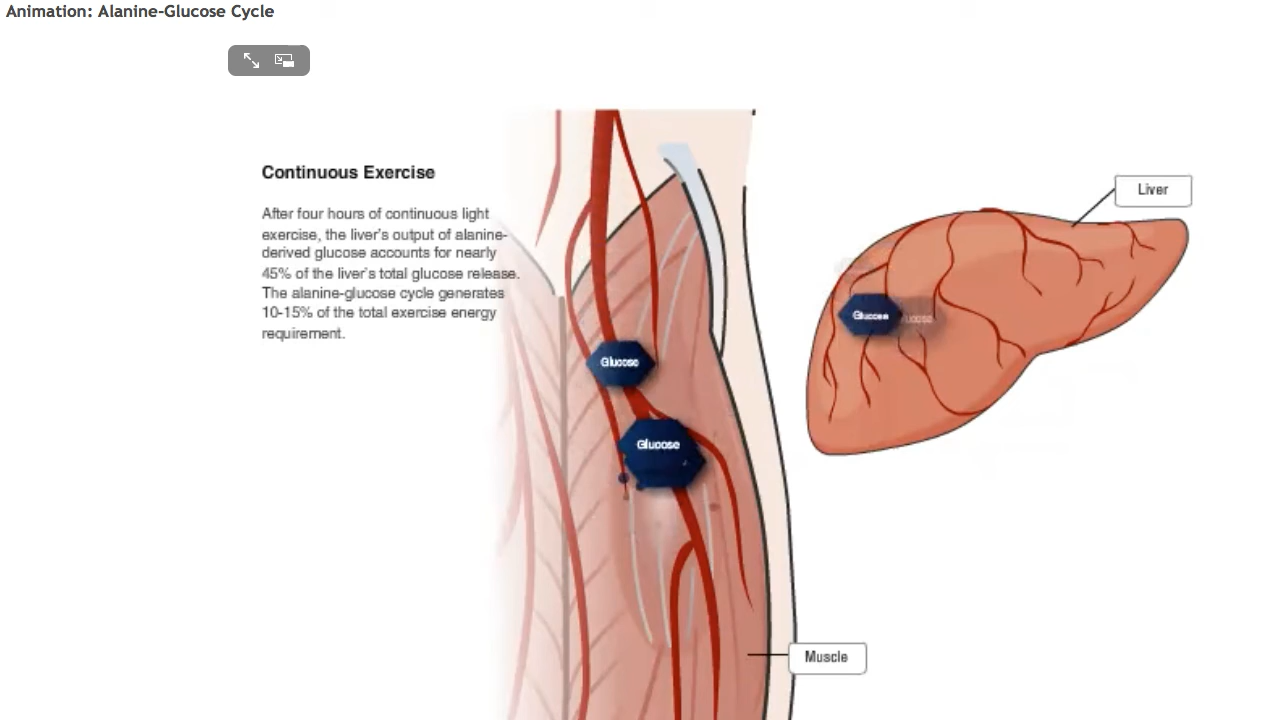 Animation: Alanine-Glucose Cycle
Continuous Exercise
After four hours of continuous light
exercise, the liver's output of alanine-
derived glucose accounts for nearly
45% of the liver's total glucose release.
The alanine-glucose cycle generates
10-15% of the total exercise energy
requirement.
Liver
Glucose
Glucose
Glucose
Muscle